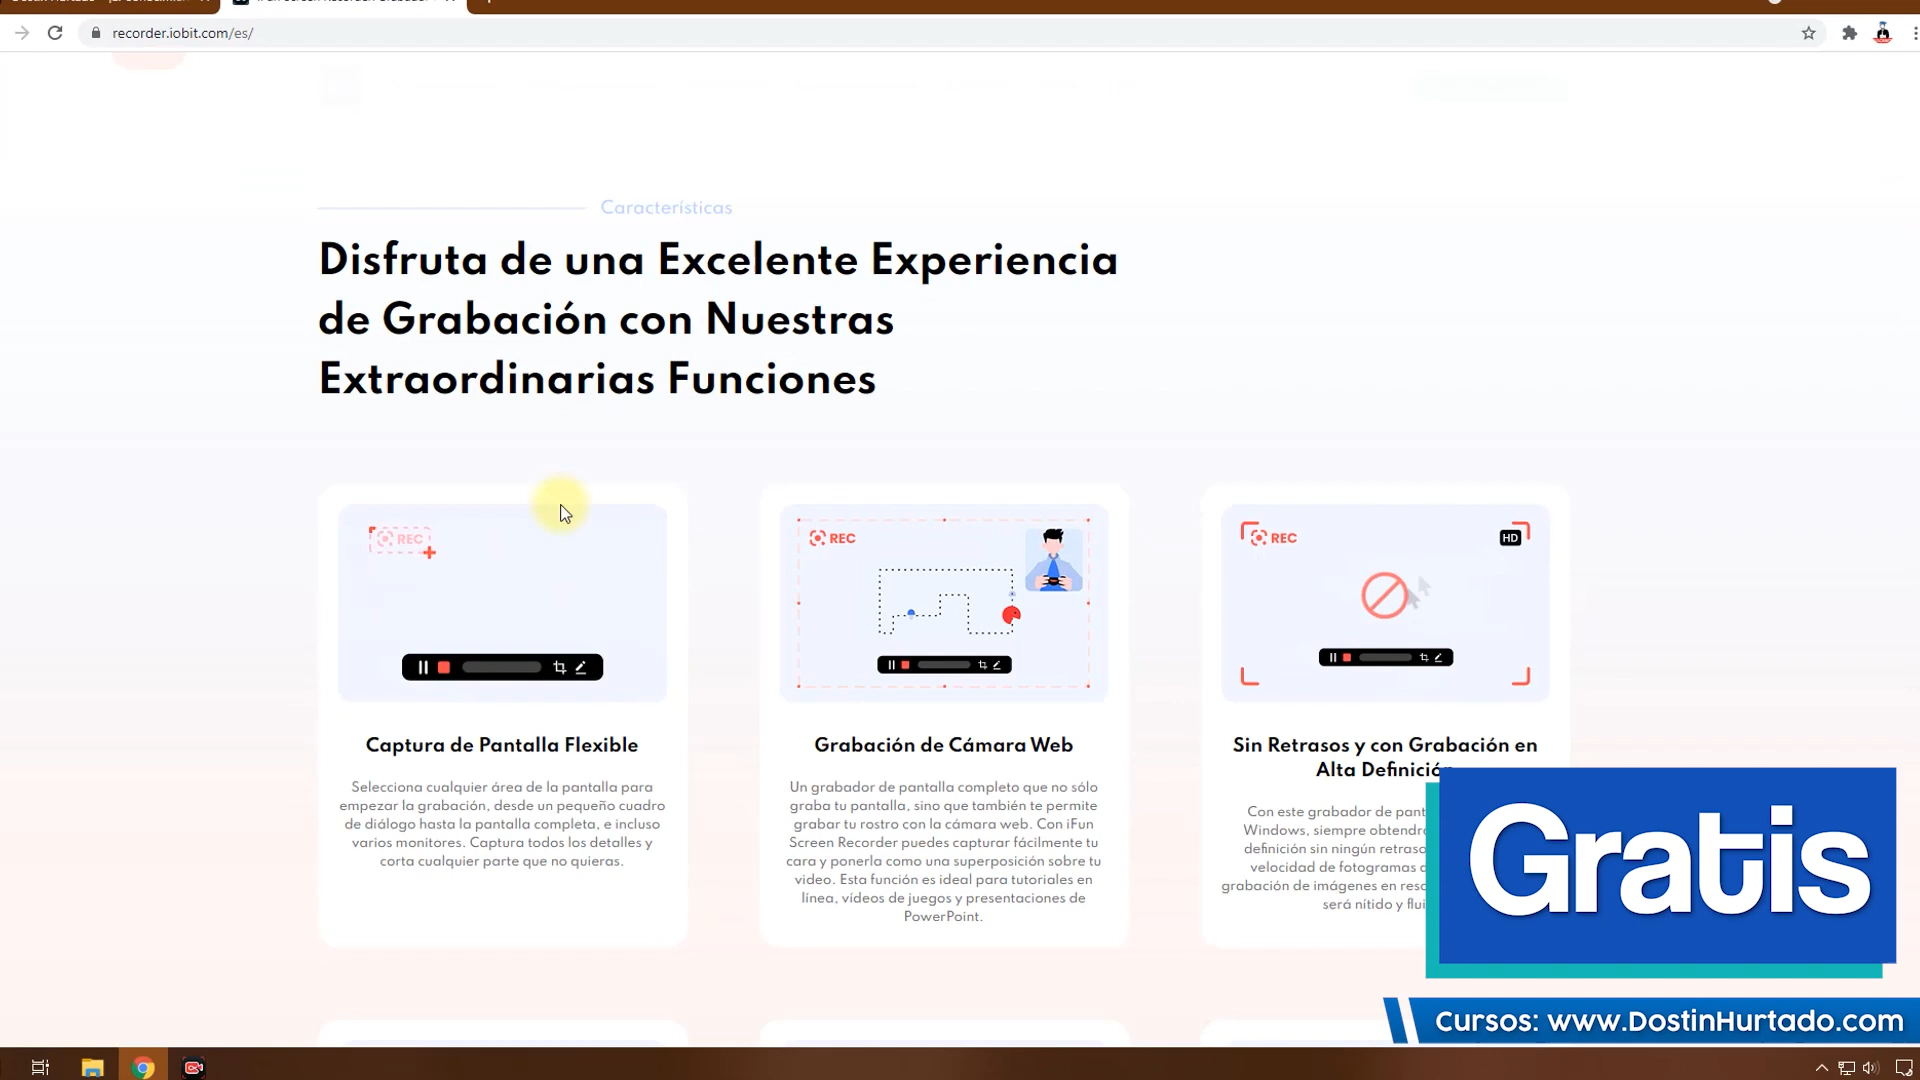 recorder.iobit.com/es/
Características
Disfruta de una Excelente Experiencia
de Grabación con Nuestras
Extraordinarias Funciones
REC
REC
REC
HD
Captura de Pantalla Flexible
Selecciona cualquier área de la pantalla para
empezar la grabación, desde un pequeño cuadro
de diálogo hasta la pantalla completa, e incluso
varios monitores. Captura todos los detalles y
corta cualquier parte que no quieras.
Grabación de Cámara Web
Un grabador de pantalla completo que no sólo
graba tu pantalla, sino que también te permite
grabar tu rostro con la cámara web. Con iFun
Screen Recorder puedes capturar fácilmente tu
cara y ponerla como una superposición sobre tu
video. Esta función es ideal para tutoriales en
línea, vídeos de juegos y presentaciones de
PowerPoint.
Sin Retrasos y con Grabación en
Alta Definición
Con este grabador de
Windows, siempre
definición sin ningún
velocidad de fotogramas
grabación de imágenes en
será nítido y
Gratis
Cursos: www.DostinHurtado.com